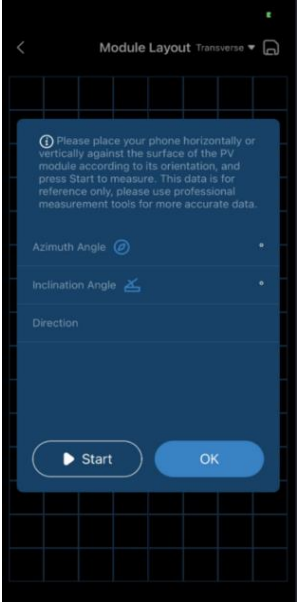 Module Layout Transverse
Please place your phone horizontally or
vertically against the surface of the PV
module according to its orientation, and
press Start to measure. This data is for
reference only, please use professional
measurement tools for more accurate data.
Azimuth Angle °
Inclination Angle °
Direction
Start OK